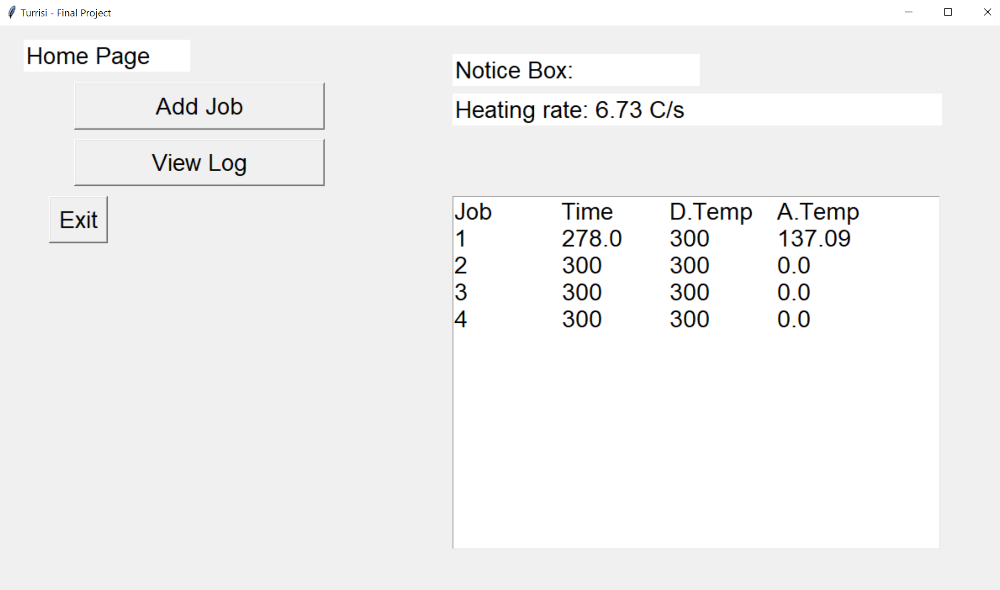 Turrisi - Final Project
Home Page
Add Job
View Log
Exit
Notice Box:
Heating rate: 6.73 C/s
Job Time D.Temp A.Temp
1 278.0 300 137.09
2 300 300 0.0
3 300 300 0.0
4 300 300 0.0